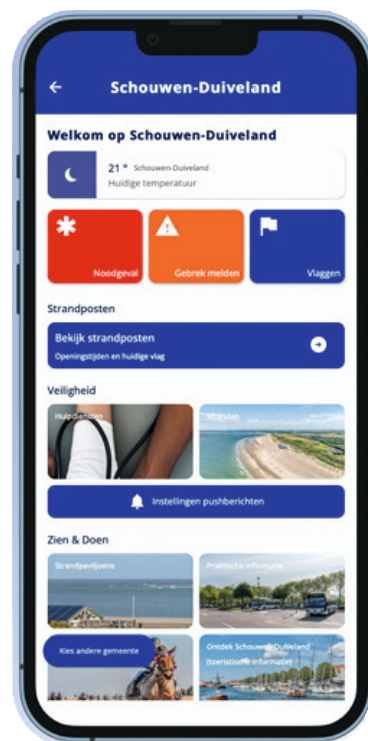 Schouwen-Duiveland
Welkom op Schouwen-Duiveland
21 ° Schouwen-Duiveland
Huidige temperatuur
Noodgeval
Gebrek melden
Vlaggen
Strandposten
Bekijk strandposten
Openingstijden en huidige vlag
Veiligheid
Hulpdiensten
Stranden
Instellingen pushberichten
Zien & Doen
Strandpaviljoens
Praktische informatie
Kies andere gemeente
Ontdek Schouwen-Duiveland
(toeristische informatie)